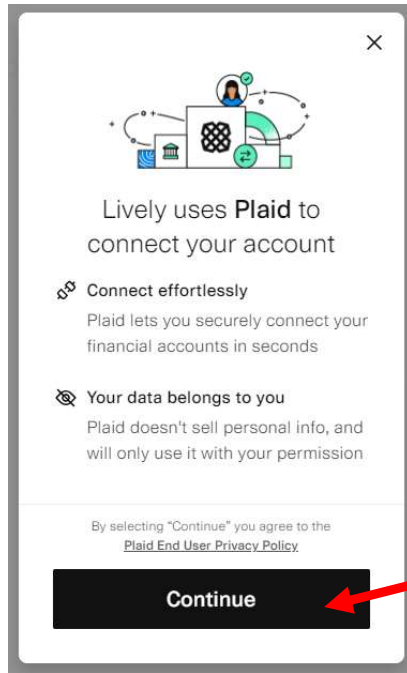 Lively uses Plaid to
connect your account
Connect effortlessly
Plaid lets you securely connect your
financial accounts in seconds
Your data belongs to you
Plaid doesn't sell personal info, and
will only use it with your permission
By selecting “Continue” you agree to the
Plaid End User Privacy Policy
Continue